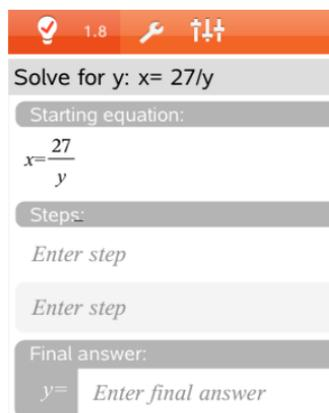 1.8
Solve for y: x= 27/y
Starting equation:
x=27/y
Steps:
Enter step
Enter step
Final answer:
y= Enter final answer